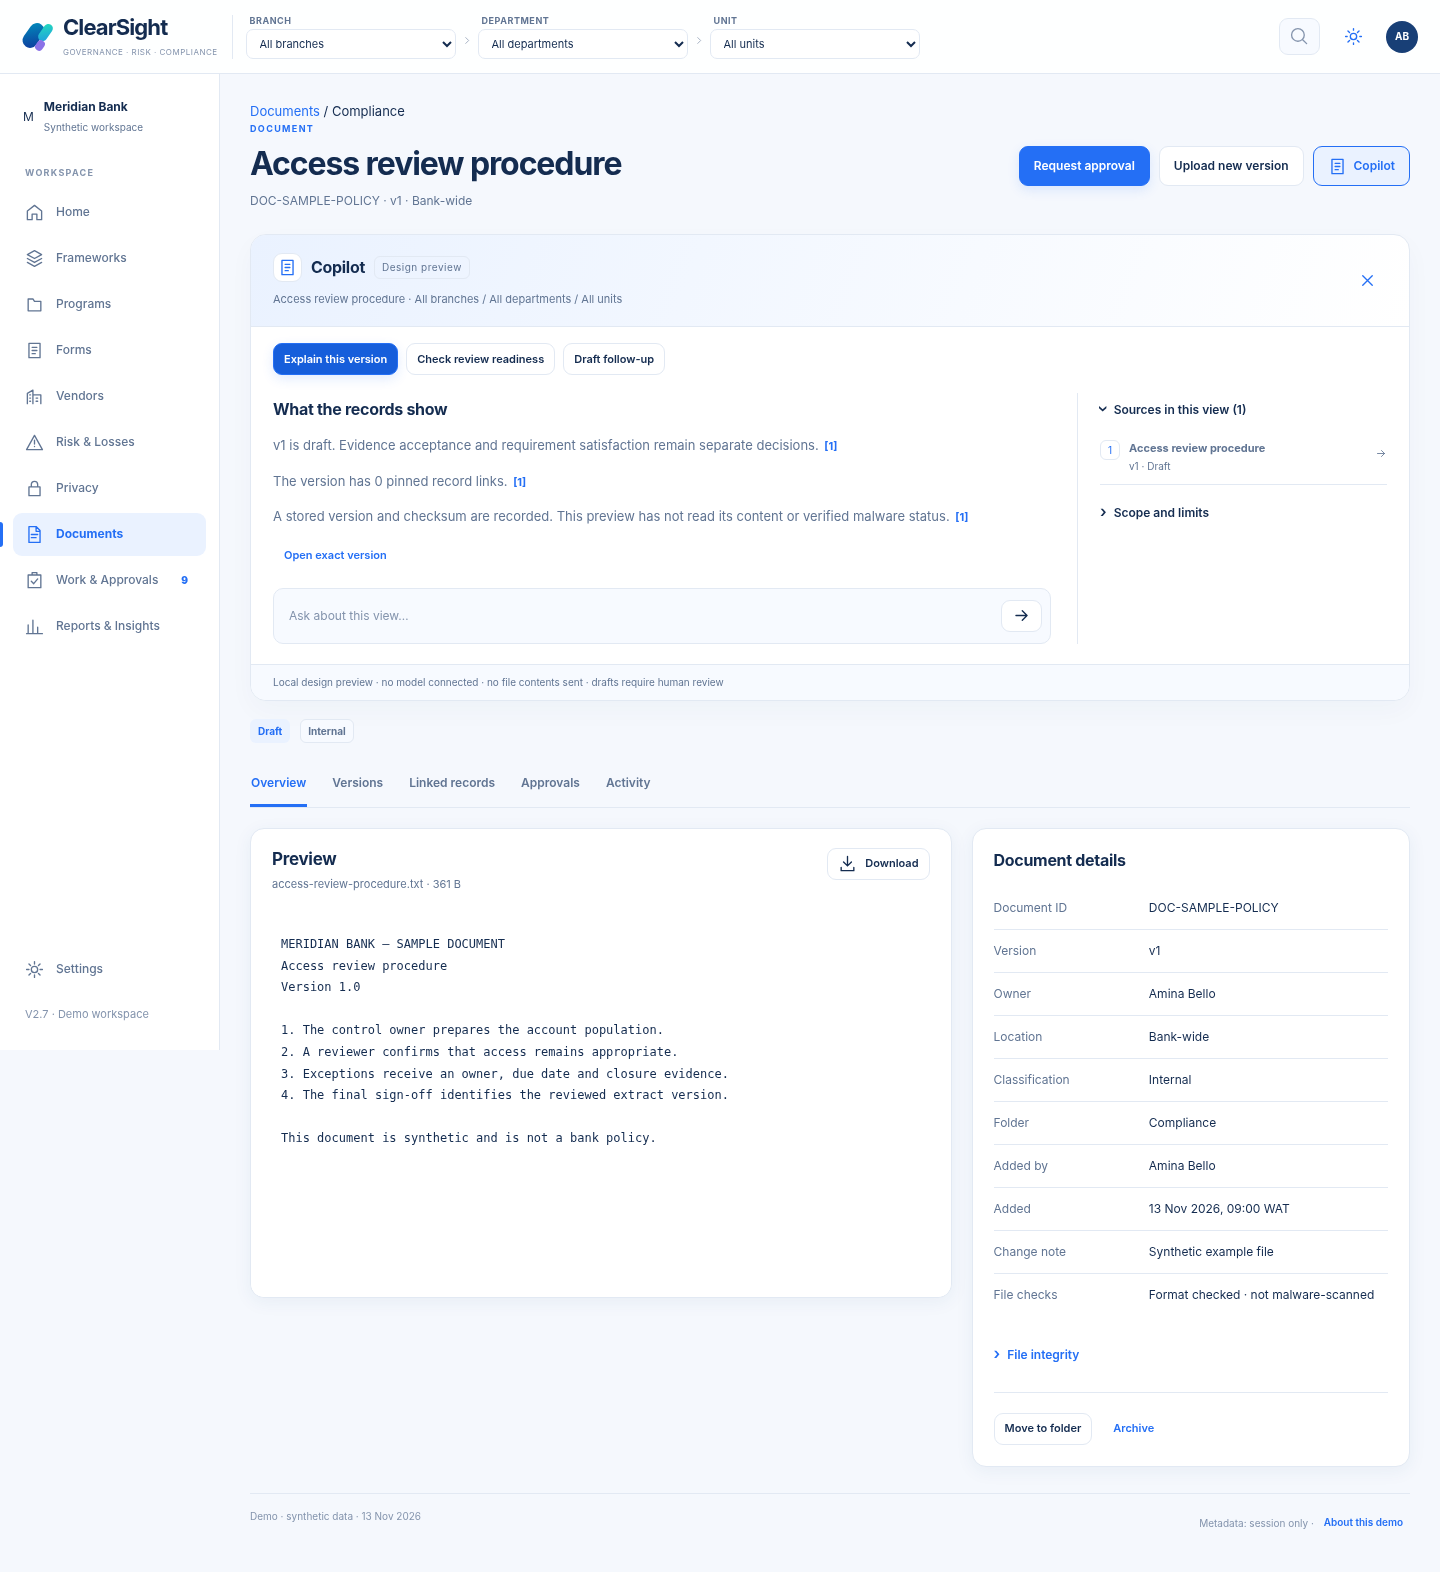 ClearSight
GOVERNANCE · RISK · COMPLIANCE
BRANCH
All branches
DEPARTMENT
All departments
UNIT
All units
AB
M
Meridian Bank
Synthetic workspace
WORKSPACE
Home
Frameworks
Programs
Forms
Vendors
Risk & Losses
Privacy
Documents
Work & Approvals 9
Reports & Insights
Settings
V2.7 · Demo workspace
Documents / Compliance
DOCUMENT
Access review procedure
DOC-SAMPLE-POLICY · v1 · Bank-wide
Request approval
Upload new version
Copilot
Copilot Design preview
Access review procedure · All branches / All departments / All units
Explain this version
Check review readiness
Draft follow-up
What the records show
v1 is draft. Evidence acceptance and requirement satisfaction remain separate decisions. [1]
The version has 0 pinned record links. [1]
A stored version and checksum are recorded. This preview has not read its content or verified malware status. [1]
Open exact version
Ask about this view...
Sources in this view (1)
1 Access review procedure
v1 · Draft
Scope and limits
Local design preview · no model connected · no file contents sent · drafts require human review
Draft
Internal
Overview
Versions
Linked records
Approvals
Activity
Preview
access-review-procedure.txt · 361 B
Download
MERIDIAN BANK — SAMPLE DOCUMENT
Access review procedure
Version 1.0
1. The control owner prepares the account population.
2. A reviewer confirms that access remains appropriate.
3. Exceptions receive an owner, due date and closure evidence.
4. The final sign-off identifies the reviewed extract version.
This document is synthetic and is not a bank policy.
Document details
Document ID DOC-SAMPLE-POLICY
Version v1
Owner Amina Bello
Location Bank-wide
Classification Internal
Folder Compliance
Added by Amina Bello
Added 13 Nov 2026, 09:00 WAT
Change note Synthetic example file
File checks Format checked · not malware-scanned
File integrity
Move to folder
Archive
Demo · synthetic data · 13 Nov 2026
Metadata: session only · About this demo